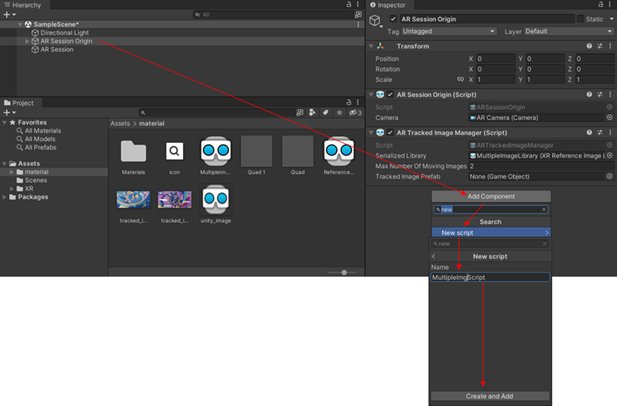 Hierarchy
All
SampleScene*
Directional Light
AR Session Origin
AR Session
Project
3
Favorites
All Materials
All Models
All Prefabs
Assets
material
Scenes
XR
Packages
Assets > material
Materials
icon
MultipleIm...
Quad 1
Quad
Reference...
tracked_i...
tracked_i...
unity_image
Inspector
AR Session Origin
Static
Tag Untagged
Layer Default
Transform
Position X 0 Y 0 Z 0
Rotation X 0 Y 0 Z 0
Scale X 1 Y 1 Z 1
AR Session Origin (Script)
Script ARSessionOrigin
Camera AR Camera (Camera)
AR Tracked Image Manager (Script)
Script ARTrackedImageManager
Serialized Library MultipleImageLibrary (XR Reference Image L
Max Number Of Moving Images 2
Tracked Image Prefab None (Game Object)
Add Component
new
Search
New script
new
New script
Name
MultipleImgScript
Create and Add